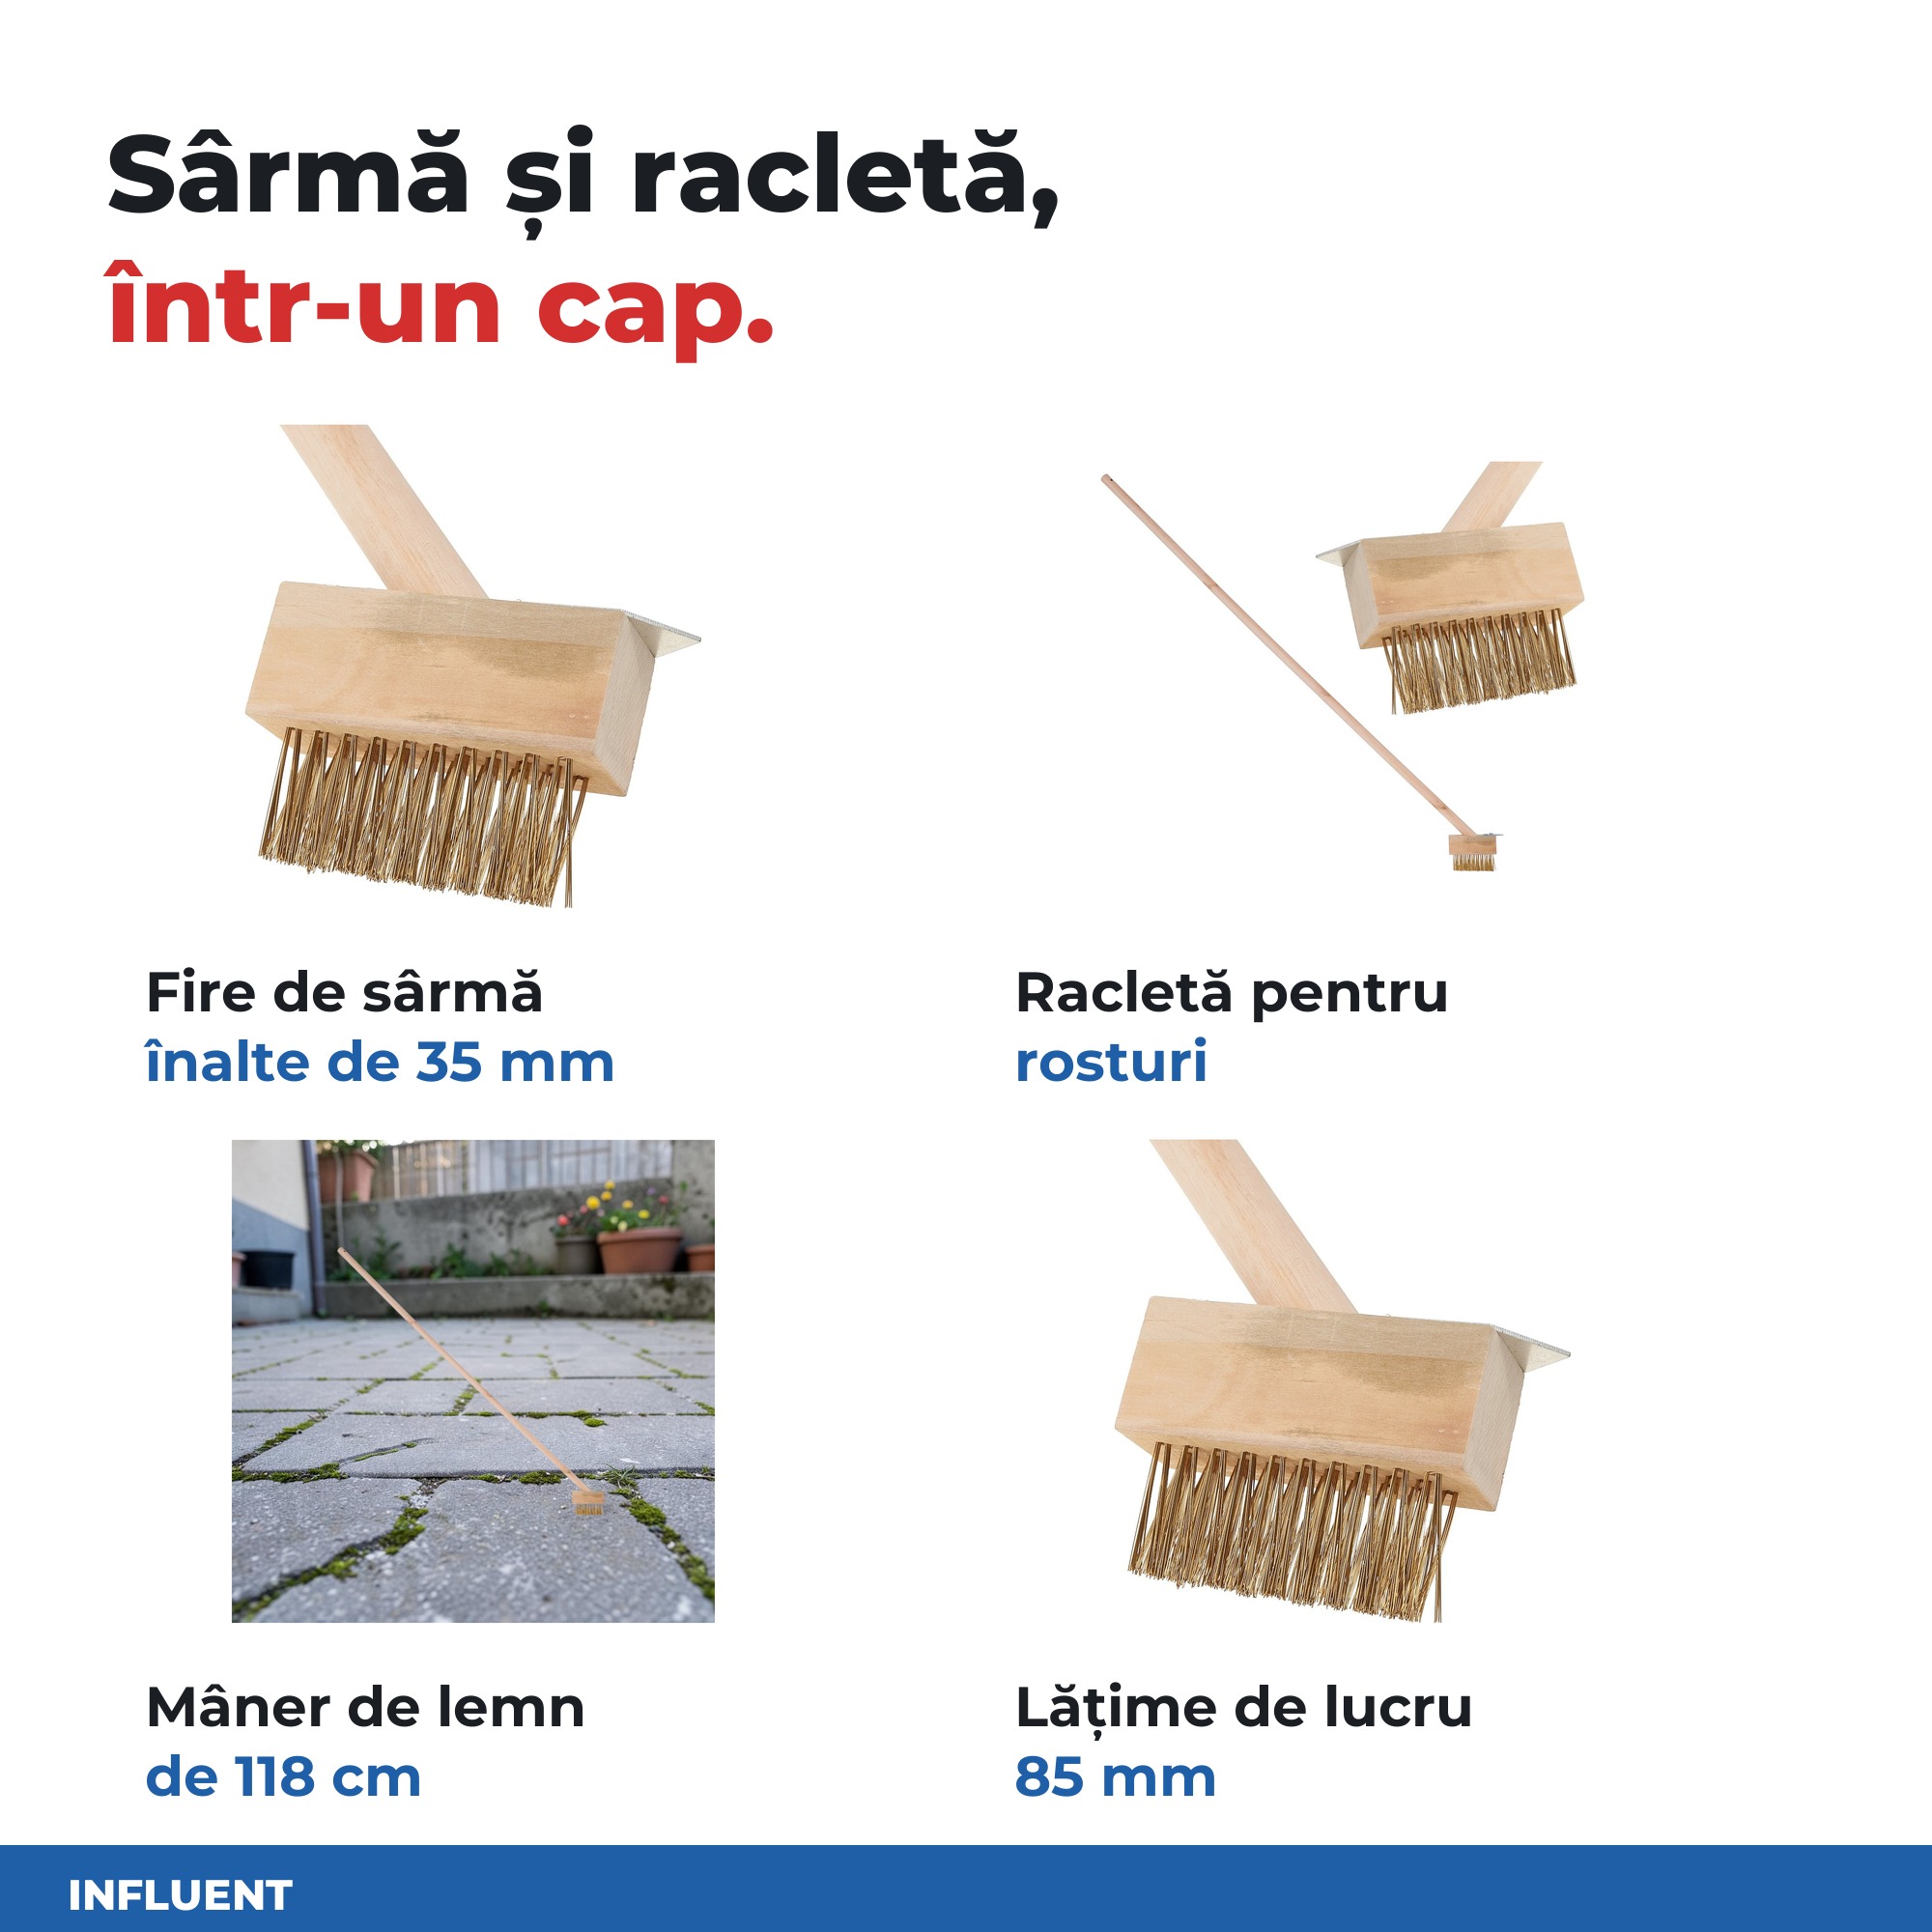 Sârmă și racletă,
într-un cap.
Fire de sârmă
înalte de 35 mm
Racletă pentru
rosturi
Mâner de lemn
de 118 cm
Lățime de lucru
85 mm
INFLUENT